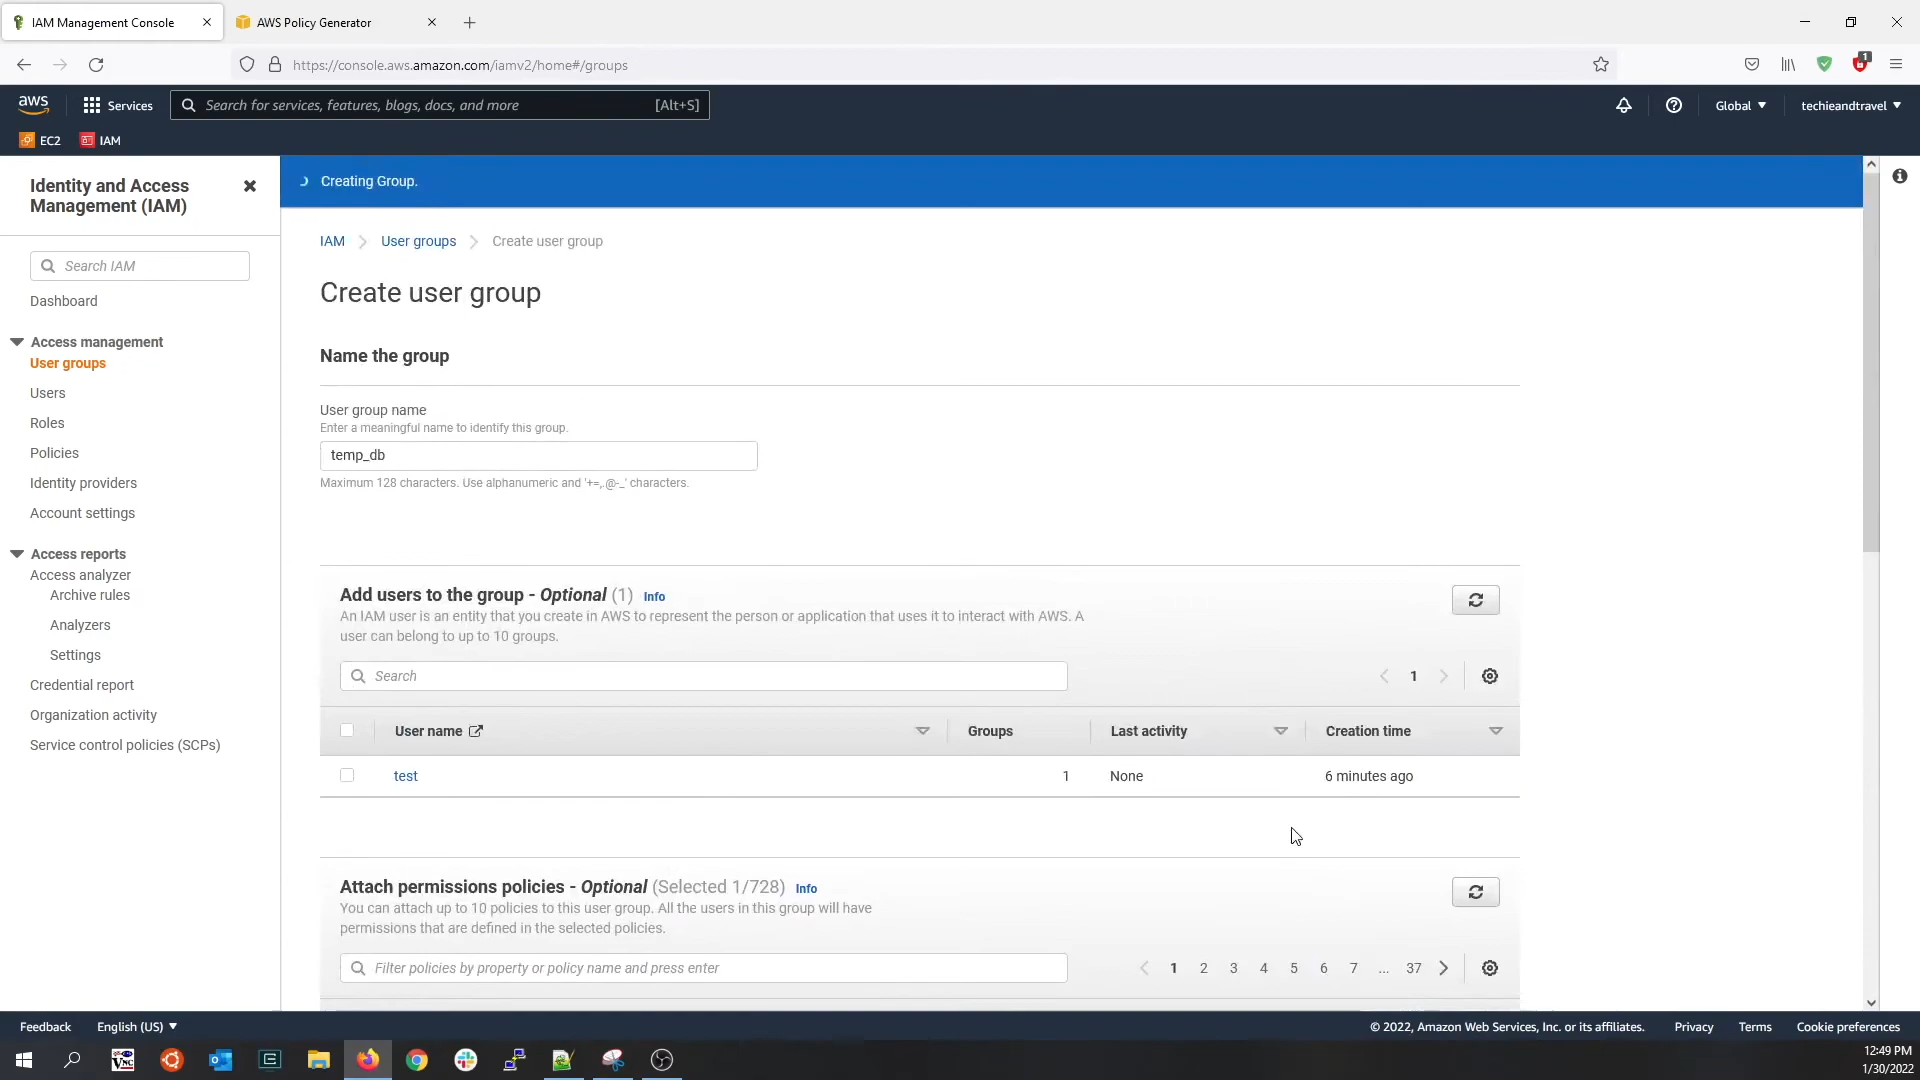 IAM Management Console
AWS Policy Generator
https://console.aws.amazon.com/iamv2/home#/groups
1
aws
Services
Search for services, features, blogs, docs, and more
[Alt+S]
Global
techieandtravel
EC2
IAM
Identity and Access
Management (IAM)
Search IAM
Dashboard
Access management
User groups
Users
Roles
Policies
Identity providers
Account settings
Access reports
Access analyzer
Archive rules
Analyzers
Settings
Credential report
Organization activity
Service control policies (SCPs)
Creating Group.
IAM
User groups
Create user group
Create user group
Name the group
User group name
Enter a meaningful name to identify this group.
temp_db
Maximum 128 characters. Use alphanumeric and '+=,.@-_' characters.
Add users to the group - Optional (1) Info
An IAM user is an entity that you create in AWS to represent the person or application that uses it to interact with AWS. A
user can belong to up to 10 groups.
Search
1
User name
Groups
Last activity
Creation time
test
1
None
6 minutes ago
Attach permissions policies - Optional (Selected 1/728) Info
You can attach up to 10 policies to this user group. All the users in this group will have
permissions that are defined in the selected policies.
Filter policies by property or policy name and press enter
1 2 3 4 5 6 7 ... 37
Feedback
English (US)
© 2022, Amazon Web Services, Inc. or its affiliates.
Privacy
Terms
Cookie preferences
12:49 PM
1/30/2022